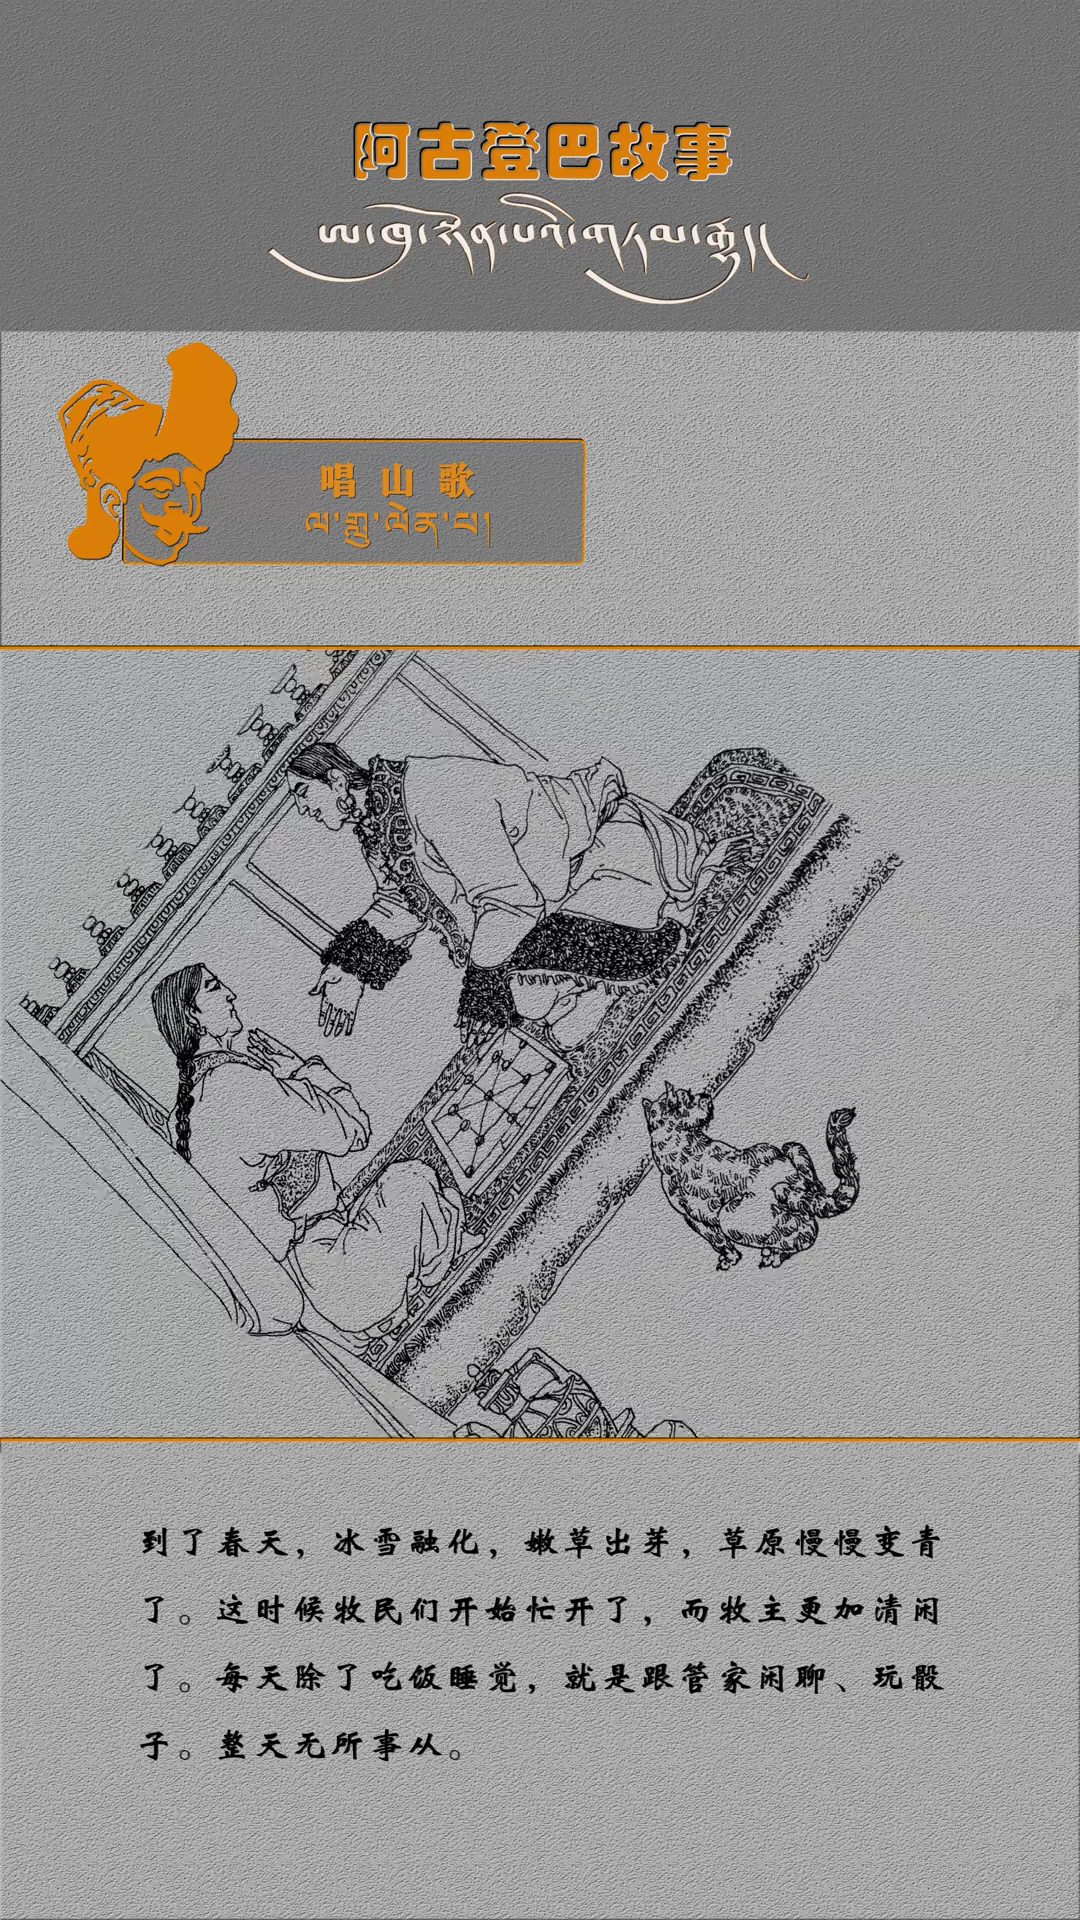 阿古登巴故事
ཨ་ཁུ་སྟོན་པའི་གཏམ་རྒྱུད།
唱山歌
ལ་གླུ་ལེན་པ།
到了春天，冰雪融化，嫩草出芽，草原慢慢变青
了。这时候牧民们开始忙开了，而牧主更加清闲
了。每天除了吃饭睡觉，就是跟管家闲聊、玩骰
子。整天无所事从。